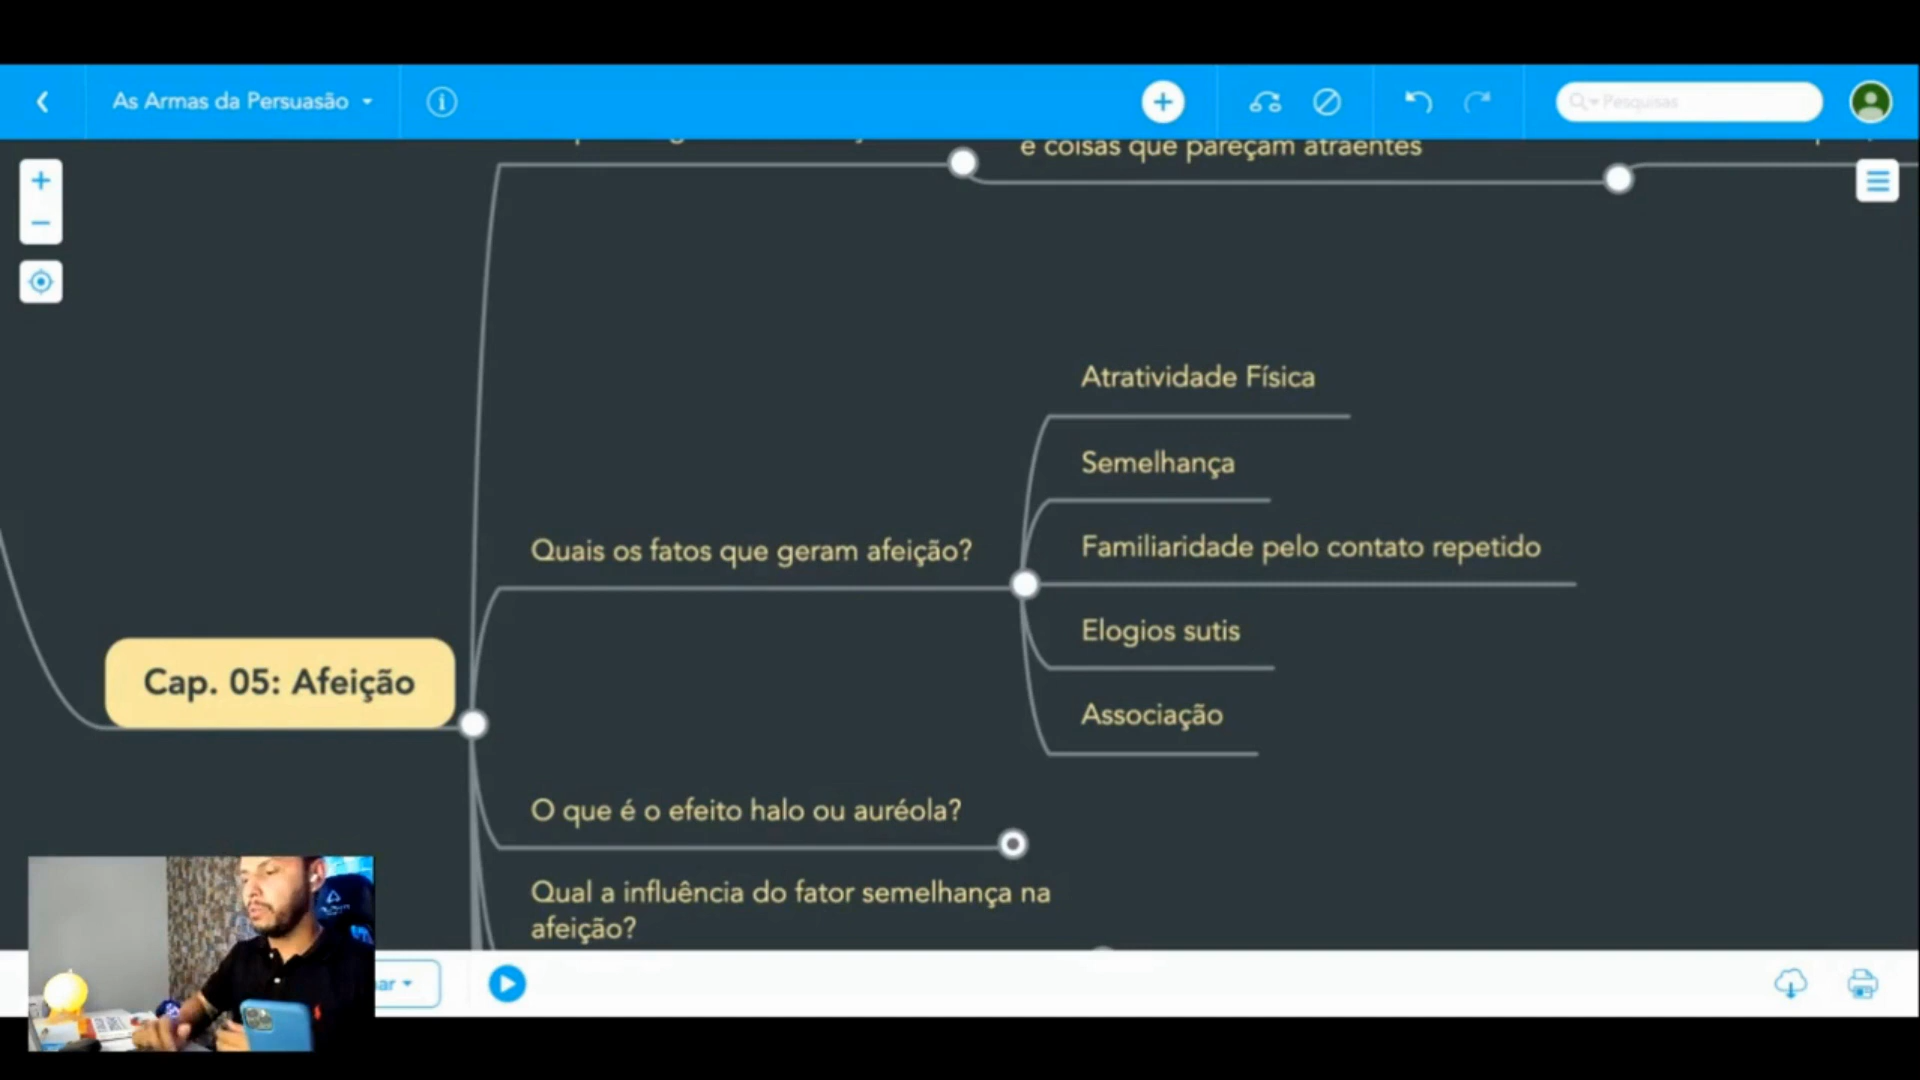 As Armas da Persuasão
Pesquisas
e coisas que pareçam atraentes
Atratividade Física
Semelhança
Quais os fatos que geram afeição?
Familiaridade pelo contato repetido
Elogios sutis
Cap. 05: Afeição
Associação
O que é o efeito halo ou auréola?
Qual a influência do fator semelhança na
afeição?
ar